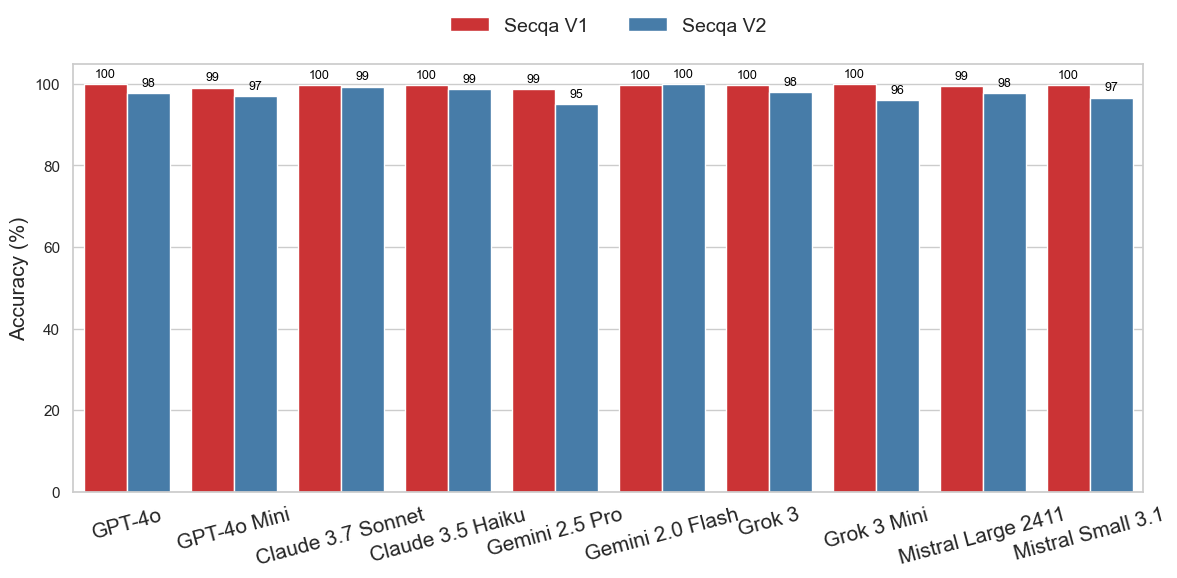 Secqa V1 Secqa V2
100 98 99 97 100 99 100 99 99 95 100 100 100 98 100 96 99 98 100 97
Accuracy (%)
100
80
60
40
20
0
GPT-4o GPT-4o Mini Claude 3.7 Sonnet Claude 3.5 Haiku Gemini 2.5 Pro Gemini 2.0 Flash Grok 3 Grok 3 Mini Mistral Large 2411 Mistral Small 3.1